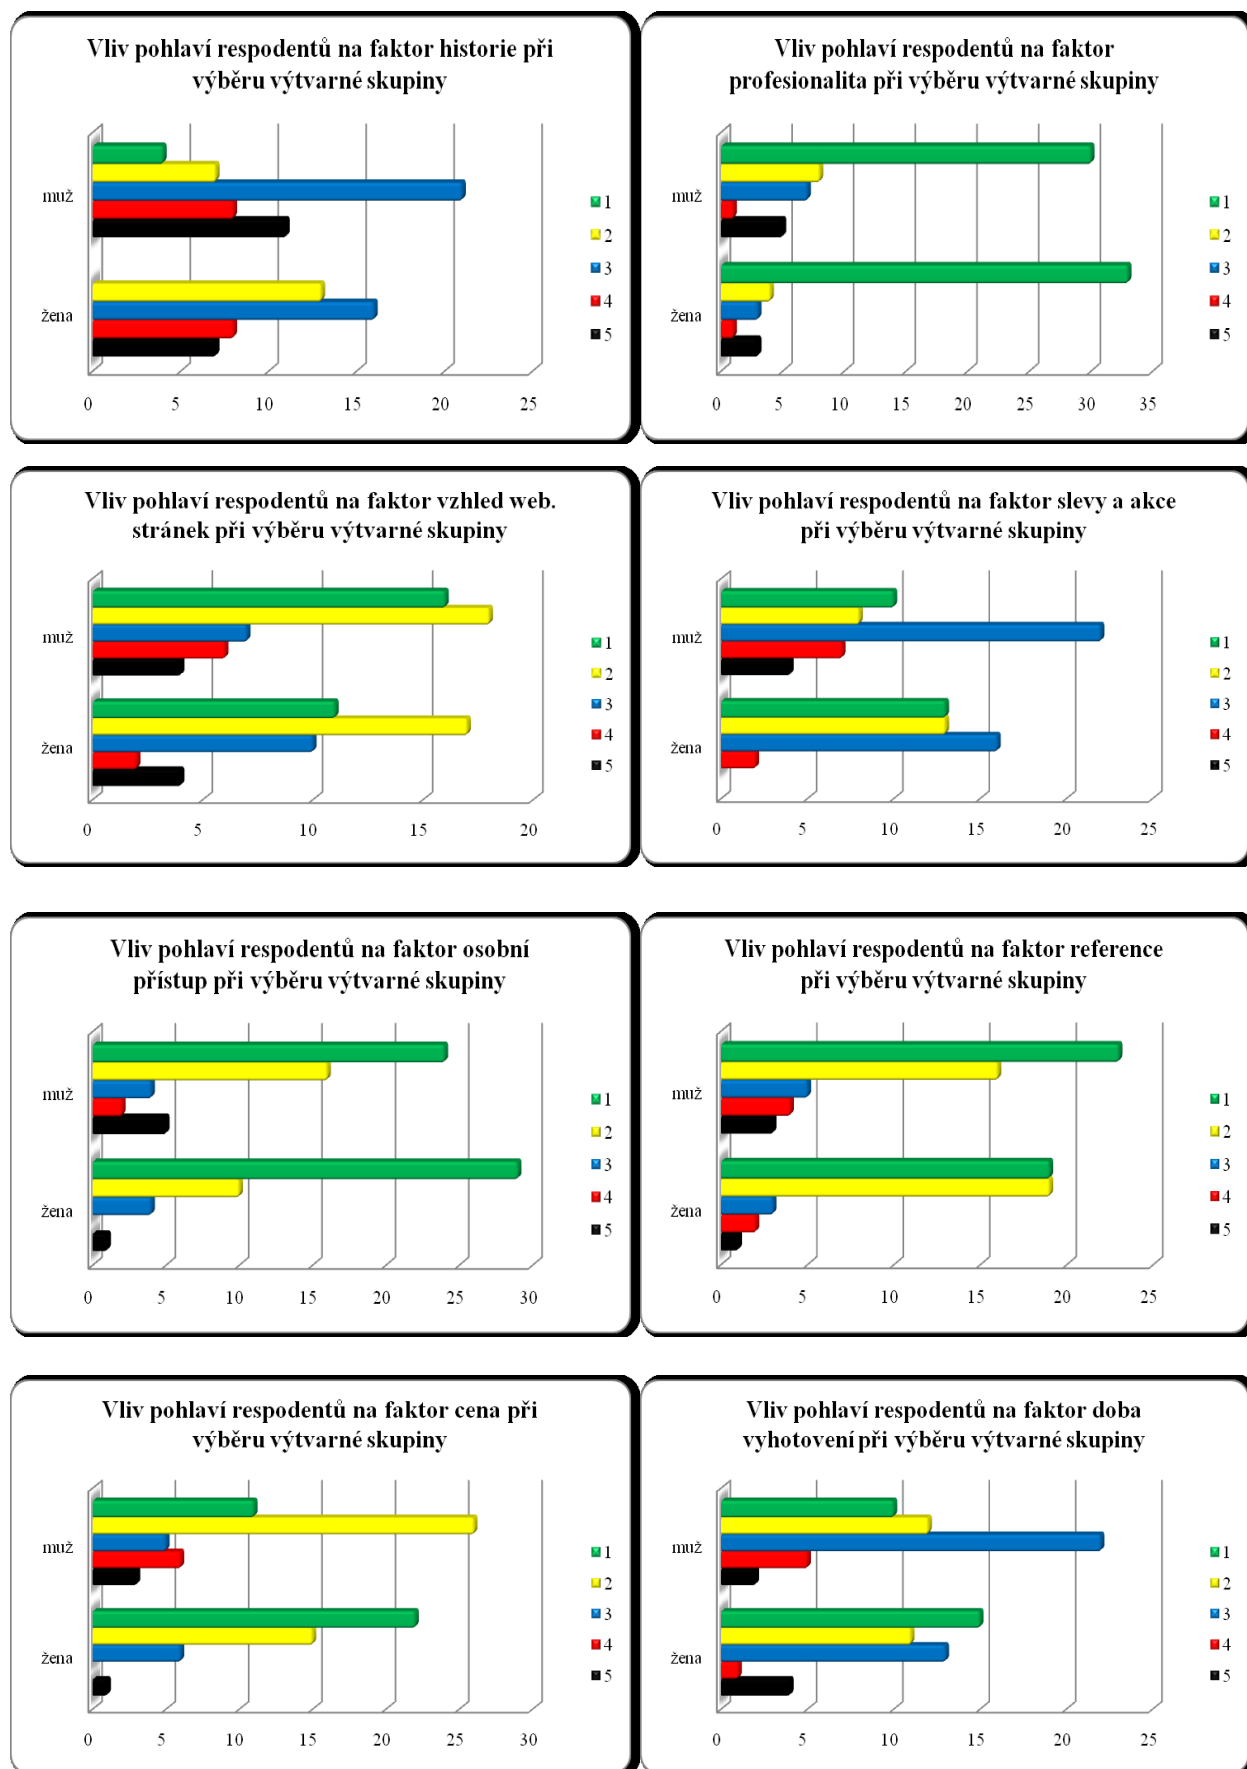 Vliv pohlaví respodentů na faktor historie při
výběru výtvarné skupiny
muž
žena
0 5 10 15 20 25
1
2
3
4
5
Vliv pohlaví respodentů na faktor
profesionalita při výběru výtvarné skupiny
muž
žena
0 5 10 15 20 25 30 35
1
2
3
4
5
Vliv pohlaví respodentů na faktor vzhled web.
stránek při výběru výtvarné skupiny
muž
žena
0 5 10 15 20
1
2
3
4
5
Vliv pohlaví respodentů na faktor slevy a akce
při výběru výtvarné skupiny
muž
žena
0 5 10 15 20 25
1
2
3
4
5
Vliv pohlaví respodentů na faktor osobní
přístup při výběru výtvarné skupiny
muž
žena
0 5 10 15 20 25 30
1
2
3
4
5
Vliv pohlaví respodentů na faktor reference
při výběru výtvarné skupiny
muž
žena
0 5 10 15 20 25
1
2
3
4
5
Vliv pohlaví respodentů na faktor cena při
výběru výtvarné skupiny
muž
žena
0 5 10 15 20 25 30
1
2
3
4
5
Vliv pohlaví respodentů na faktor doba
vyhotovení při výběru výtvarné skupiny
muž
žena
0 5 10 15 20 25
1
2
3
4
5